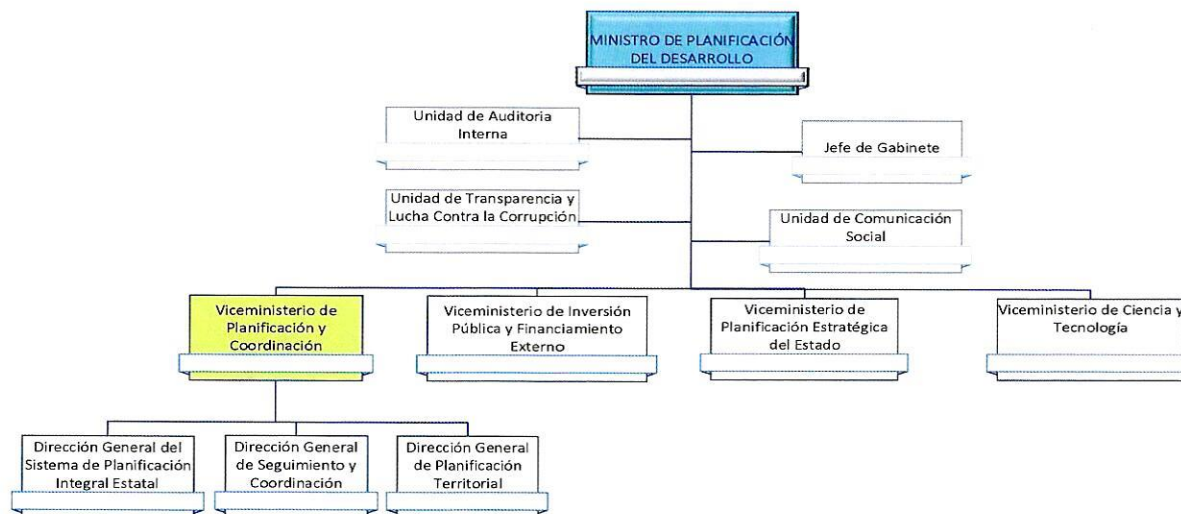 MINISTRO DE PLANIFICACIÓN
DEL DESARROLLO
Unidad de Auditoria
Interna
Jefe de Gabinete
Unidad de Transparencia y
Lucha Contra la Corrupción
Unidad de Comunicación
Social
Viceministerio de
Planificación y
Coordinación
Viceministerio de Inversión
Pública y Financiamiento
Externo
Viceministerio de
Planificación Estratégica
del Estado
Viceministerio de Ciencia y
Tecnología
Dirección General del
Sistema de Planificación
Integral Estatal
Dirección General
de Seguimiento y
Coordinación
Dirección General
de Planificación
Territorial